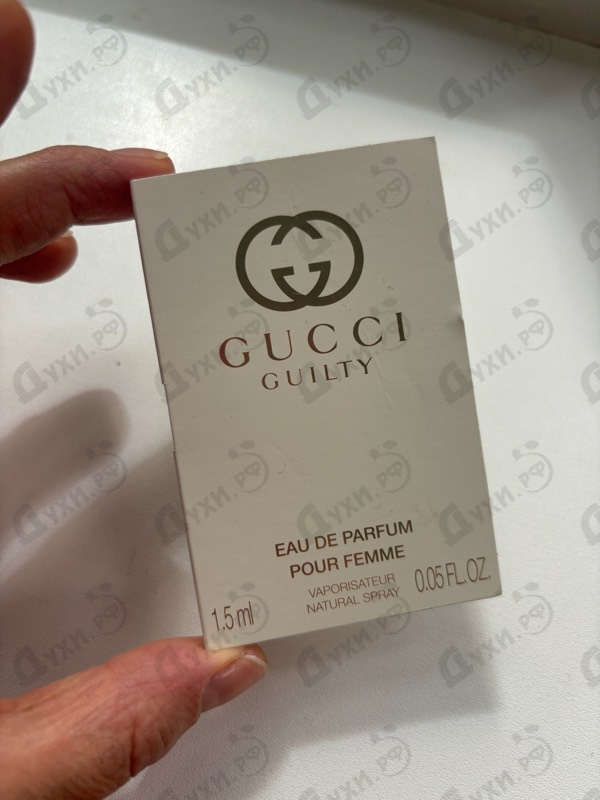 GUCCI
GUILTY
EAU DE PARFUM
POUR FEMME
VAPORISATEUR
NATURAL SPRAY
1.5 ml
0.05 FL.OZ.
Духи.РФ